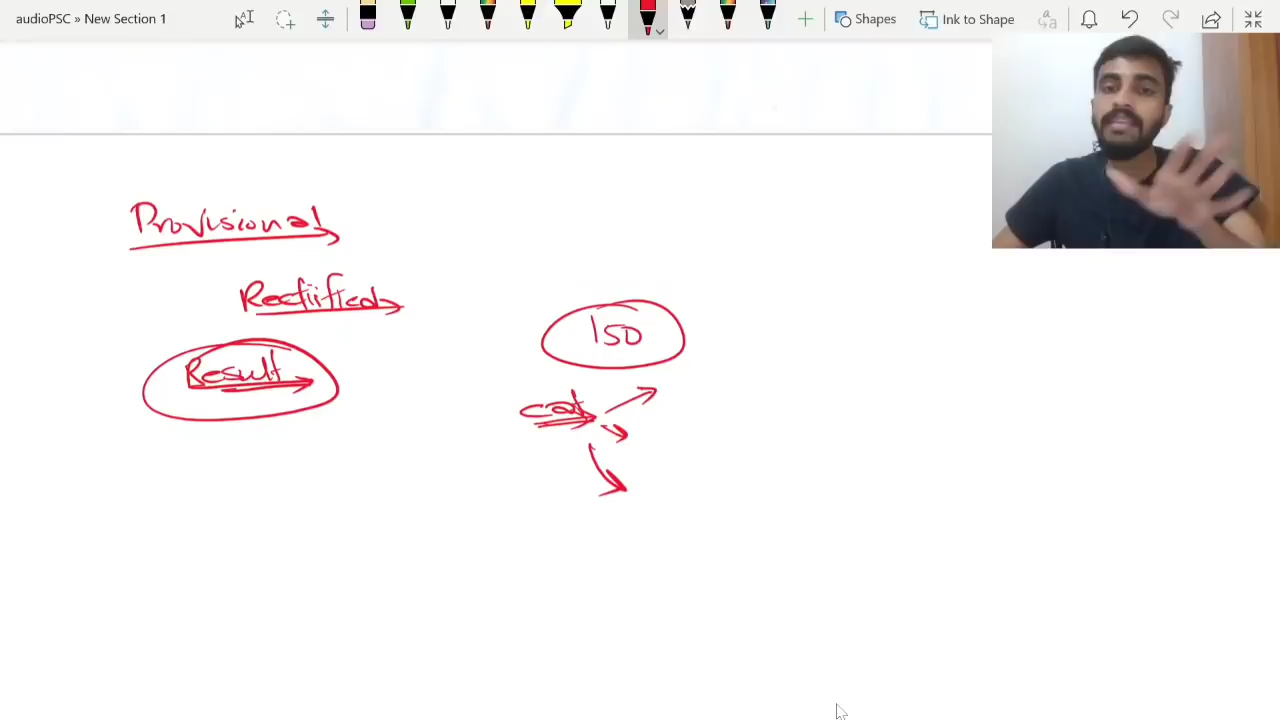 audioPSC » New Section 1
Shapes
Ink to Shape
Provisional
Rectified
Result
150
cat